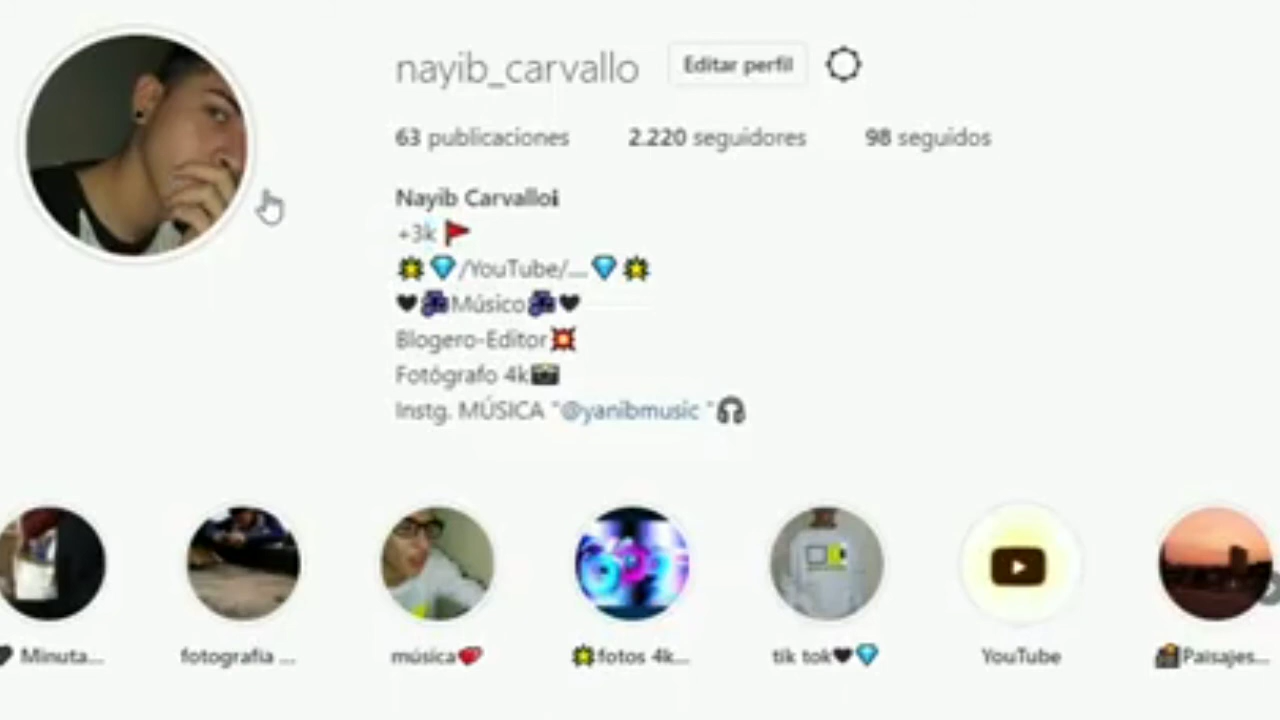 nayib_carvallo Editar perfil
63 publicaciones 2.220 seguidores 98 seguidos
Nayib Carvalloℹ
+3k 🚩
/YouTube/....
Músico
Blogero-Editor
Fotógrafo 4k
Instg. MÚSICA "@yanibmusic "
Minuta... fotografia ... música fotos 4k... tik tok YouTube Paisajes...